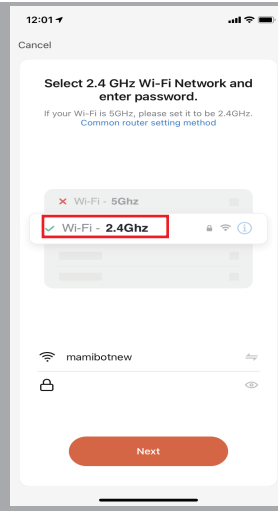 12:01
Cancel
Select 2.4 GHz Wi-Fi Network and
enter password.
If your Wi-Fi is 5GHz, please set it to be 2.4GHz.
Common router setting method
Wi-Fi - 5Ghz
Wi-Fi - 2.4Ghz
mamibotnew
Next